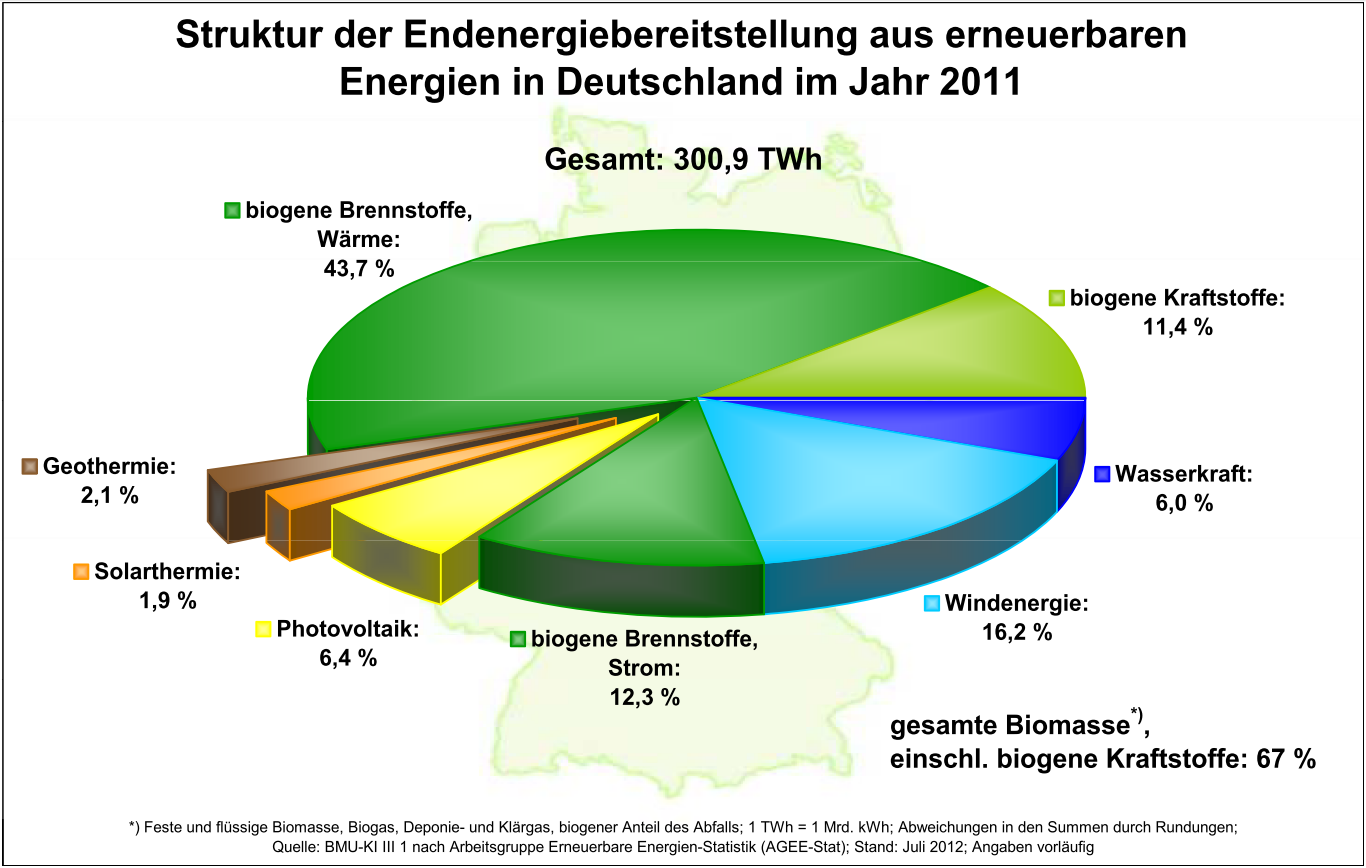 Struktur der Endenergiebereitstellung aus erneuerbaren
Energien in Deutschland im Jahr 2011
Gesamt: 300,9 TWh
biogene Brennstoffe,
Wärme:
43,7 %
biogene Kraftstoffe:
11,4 %
Geothermie:
2,1 %
Wasserkraft:
6,0 %
Solarthermie:
1,9 %
Windenergie:
16,2 %
Photovoltaik:
6,4 %
biogene Brennstoffe,
Strom:
12,3 %
gesamte Biomasse*),
einschl. biogene Kraftstoffe: 67 %
*) Feste und flüssige Biomasse, Biogas, Deponie- und Klärgas, biogener Anteil des Abfalls; 1 TWh = 1 Mrd. kWh; Abweichungen in den Summen durch Rundungen;
Quelle: BMU-KI III 1 nach Arbeitsgruppe Erneuerbare Energien-Statistik (AGEE-Stat); Stand: Juli 2012; Angaben vorläufig